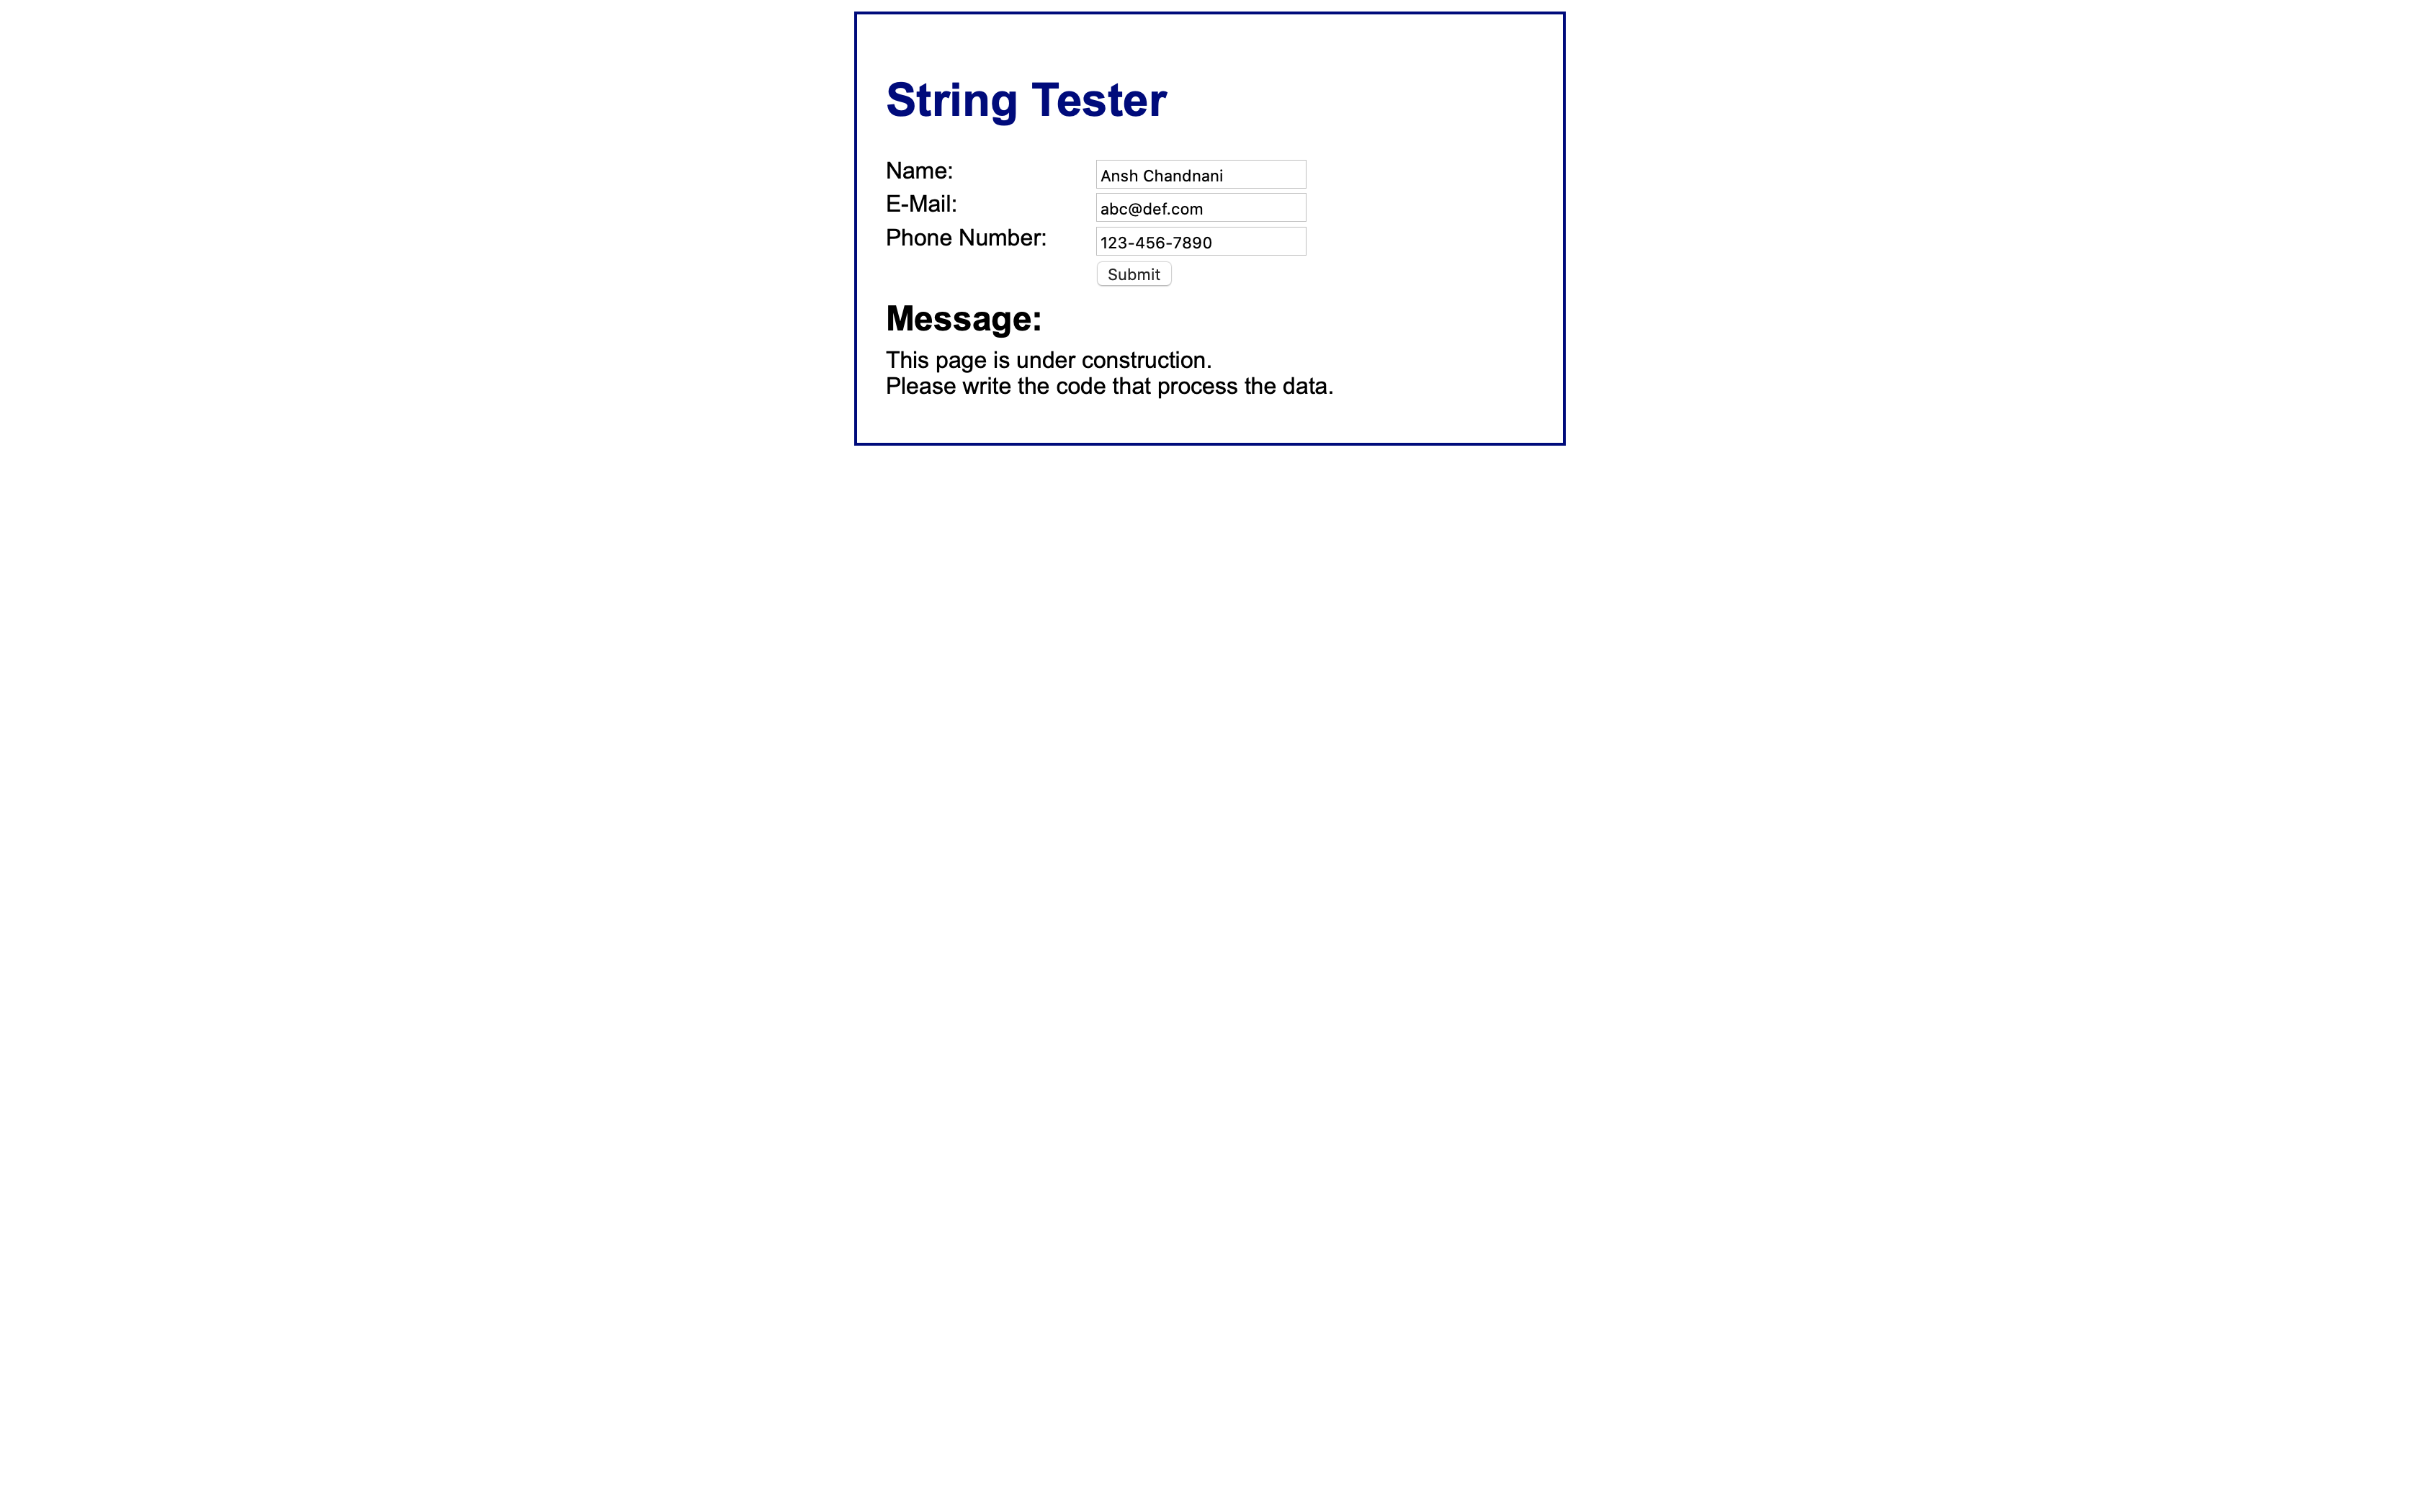 String Tester
Name: Ansh Chandnani
E-Mail: abc@def.com
Phone Number: 123-456-7890
Submit
Message:
This page is under construction.
Please write the code that process the data.